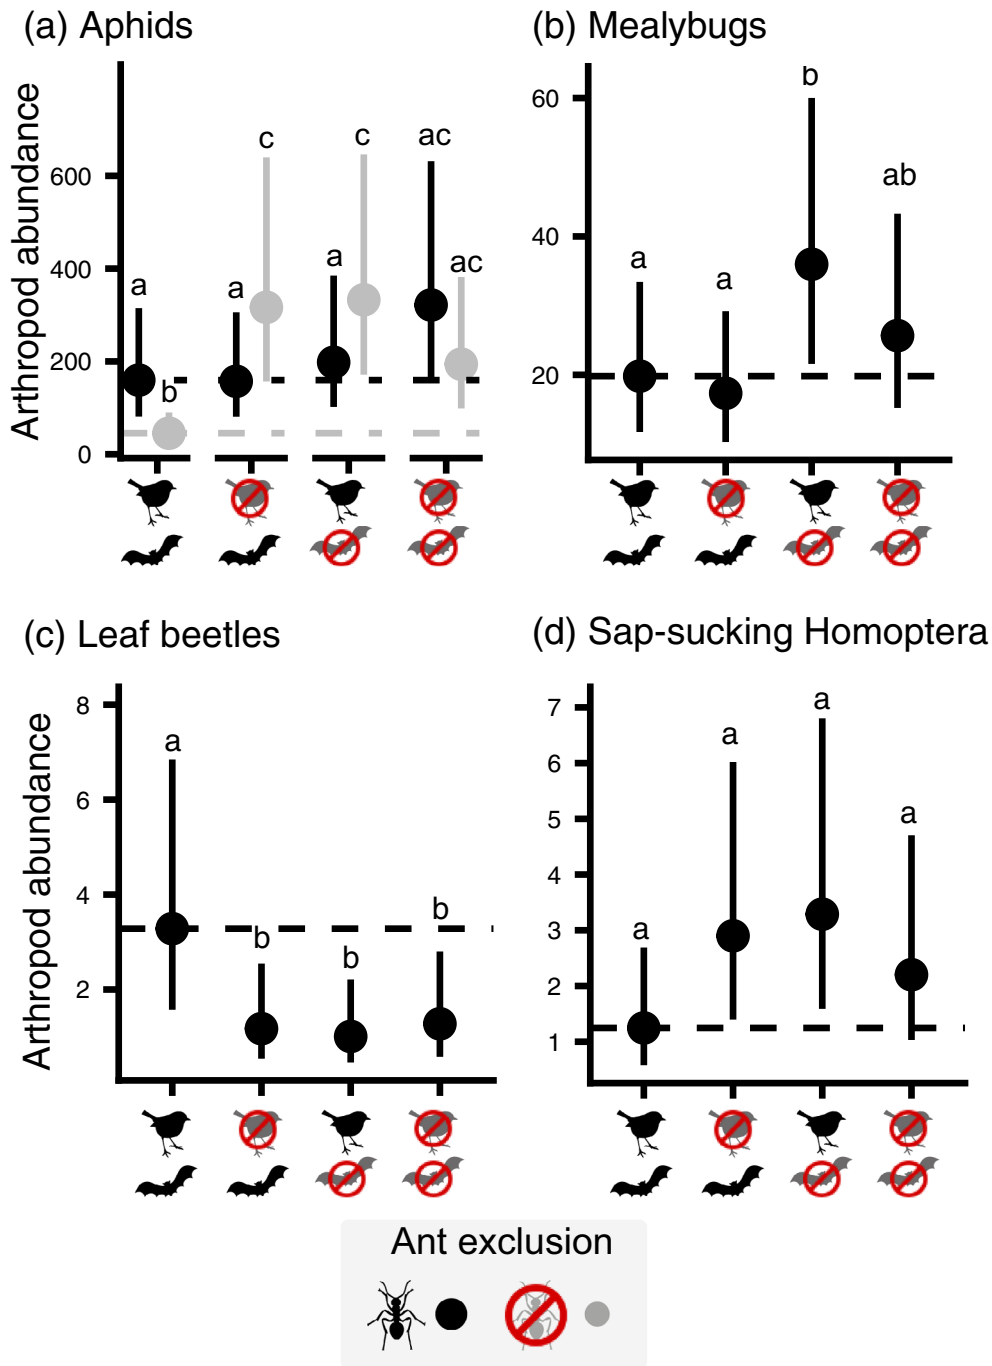 (a) Aphids
Arthropod abundance
600
400
200
0
a
b
a
c
a
c
ac
ac
(b) Mealybugs
60
40
20
a
a
b
ab
(c) Leaf beetles
Arthropod abundance
8
6
4
2
a
b
b
b
(d) Sap-sucking Homoptera
7
6
5
4
3
2
1
a
a
a
a
Ant exclusion